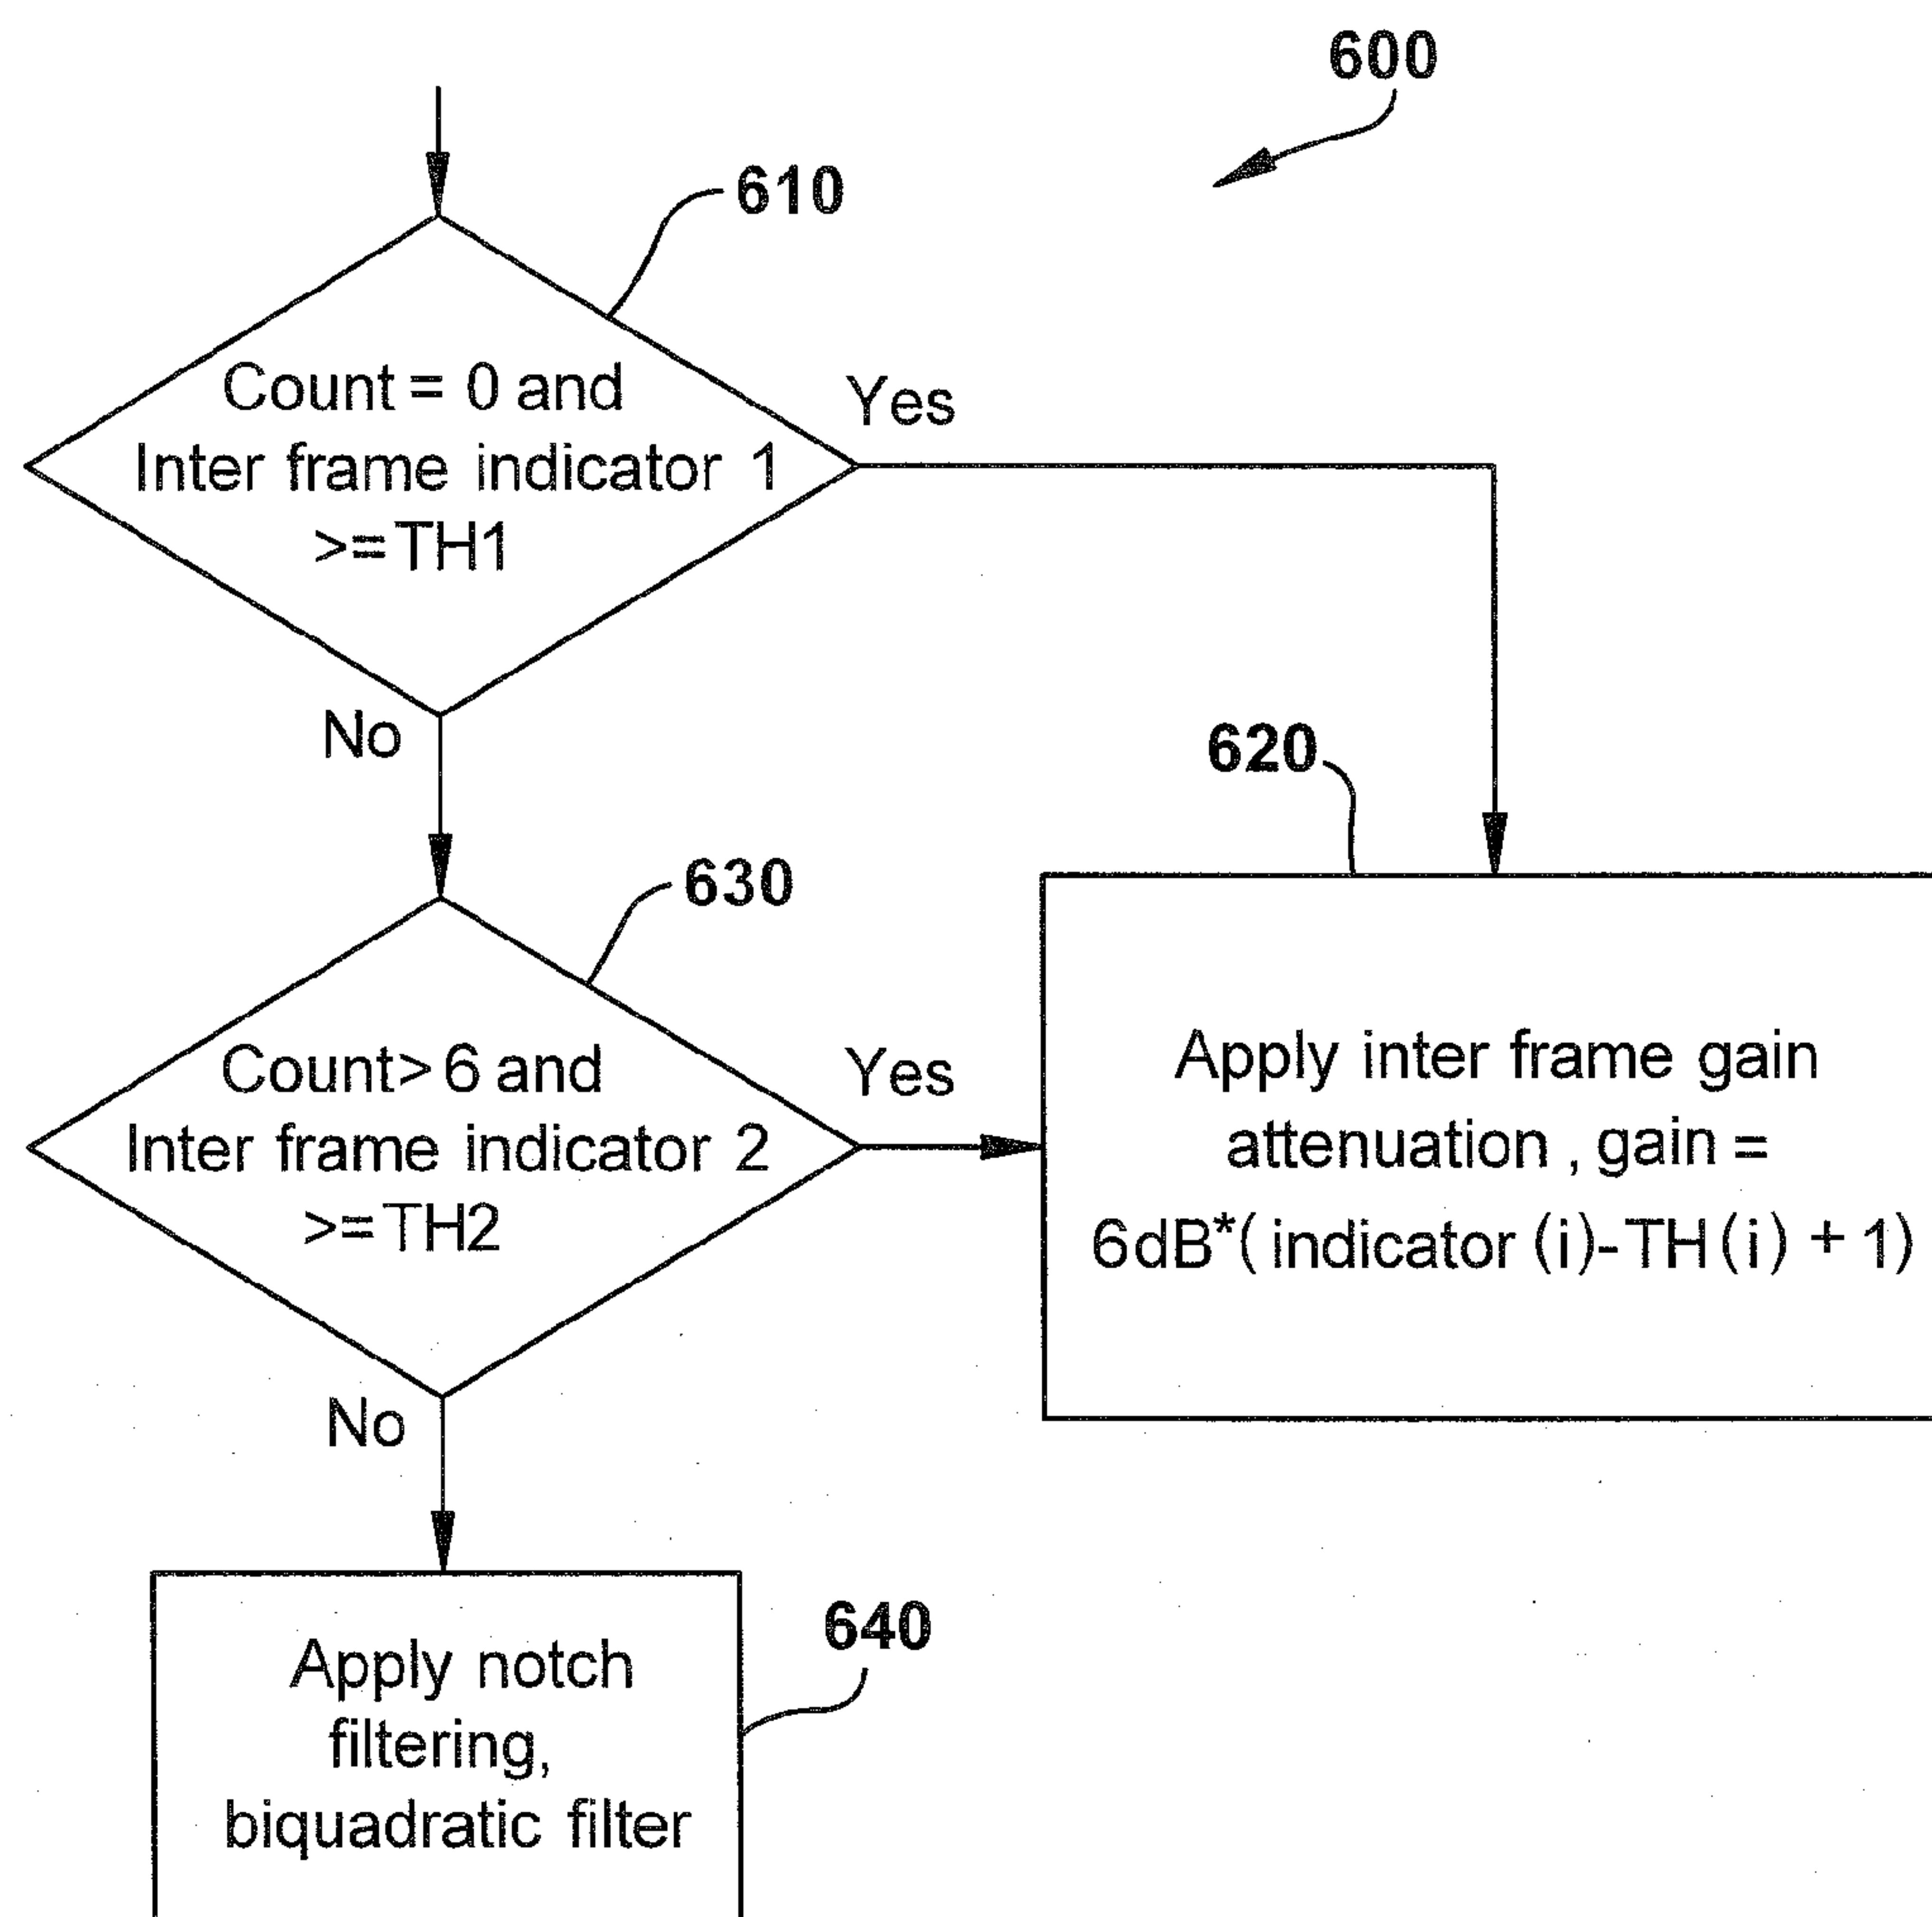 600
610
Count = 0 and
Inter frame indicator 1
>=TH1
Yes
No
620
630
Count> 6 and
Inter frame indicator 2
>=TH2
Yes
Apply inter frame gain
attenuation , gain =
6dB*( indicator (i)-TH(i) + 1)
No
640
Apply notch
filtering,
biquadratic filter